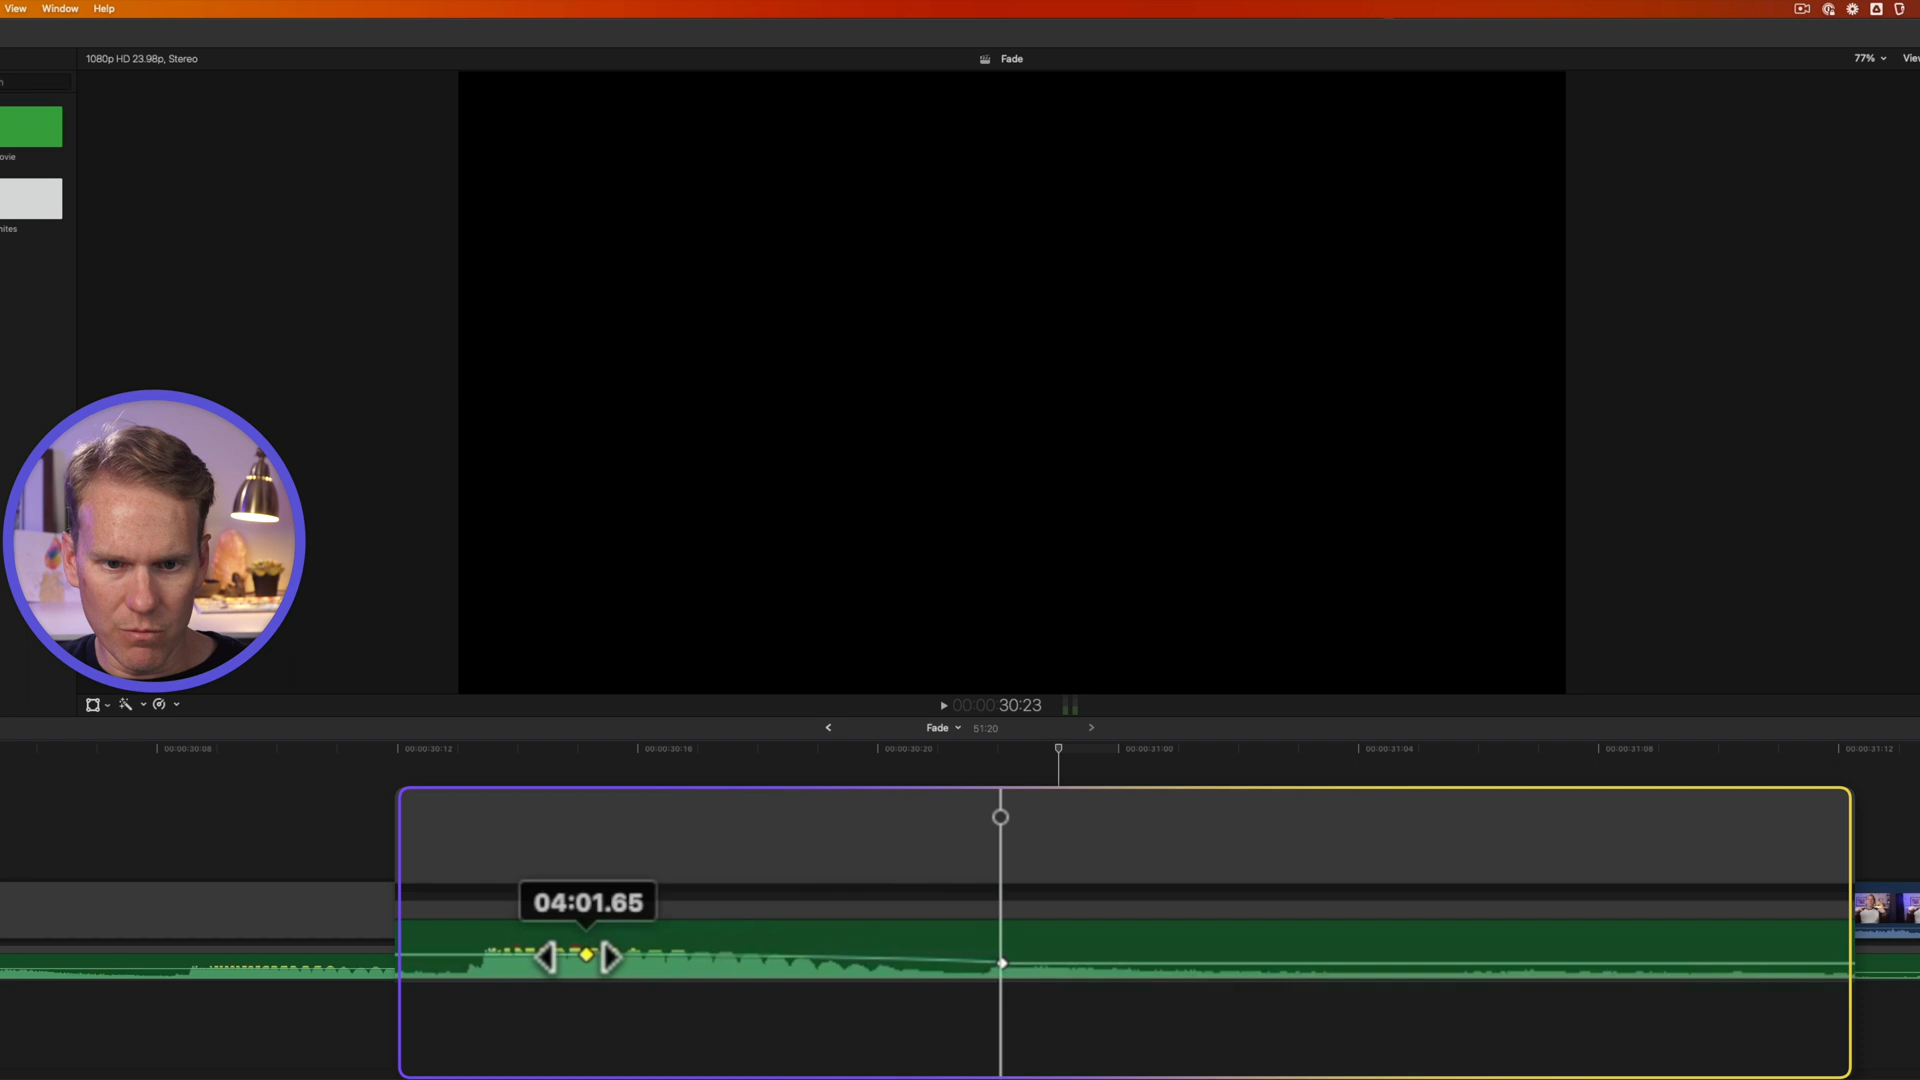 View Window Help
1080p HD 23.98p, Stereo
Fade
77%
ovie
nites
00:00:30:23
Fade 51:20
00:00:30:08
00:00:30:12
00:00:30:16
00:00:30:20
00:00:31:00
00:00:31:04
00:00:31:08
00:00:31:12
04:01.65